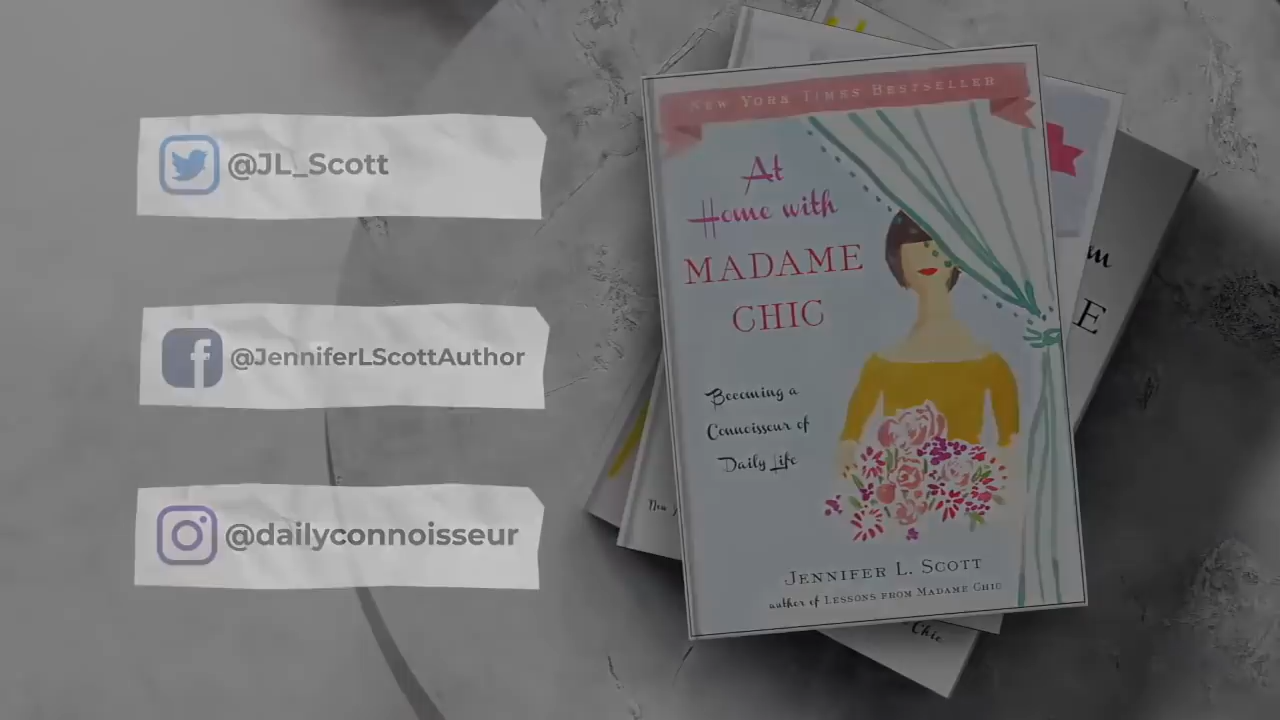 @JL_Scott
@JenniferLScottAuthor
@dailyconnoisseur
NEW YORK TIMES BESTSELLER
At
Home with
MADAME
CHIC
Becoming a
Connoisseur of
Daily Life
JENNIFER L. SCOTT
author of LESSONS FROM MADAME CHIC
E
Chic